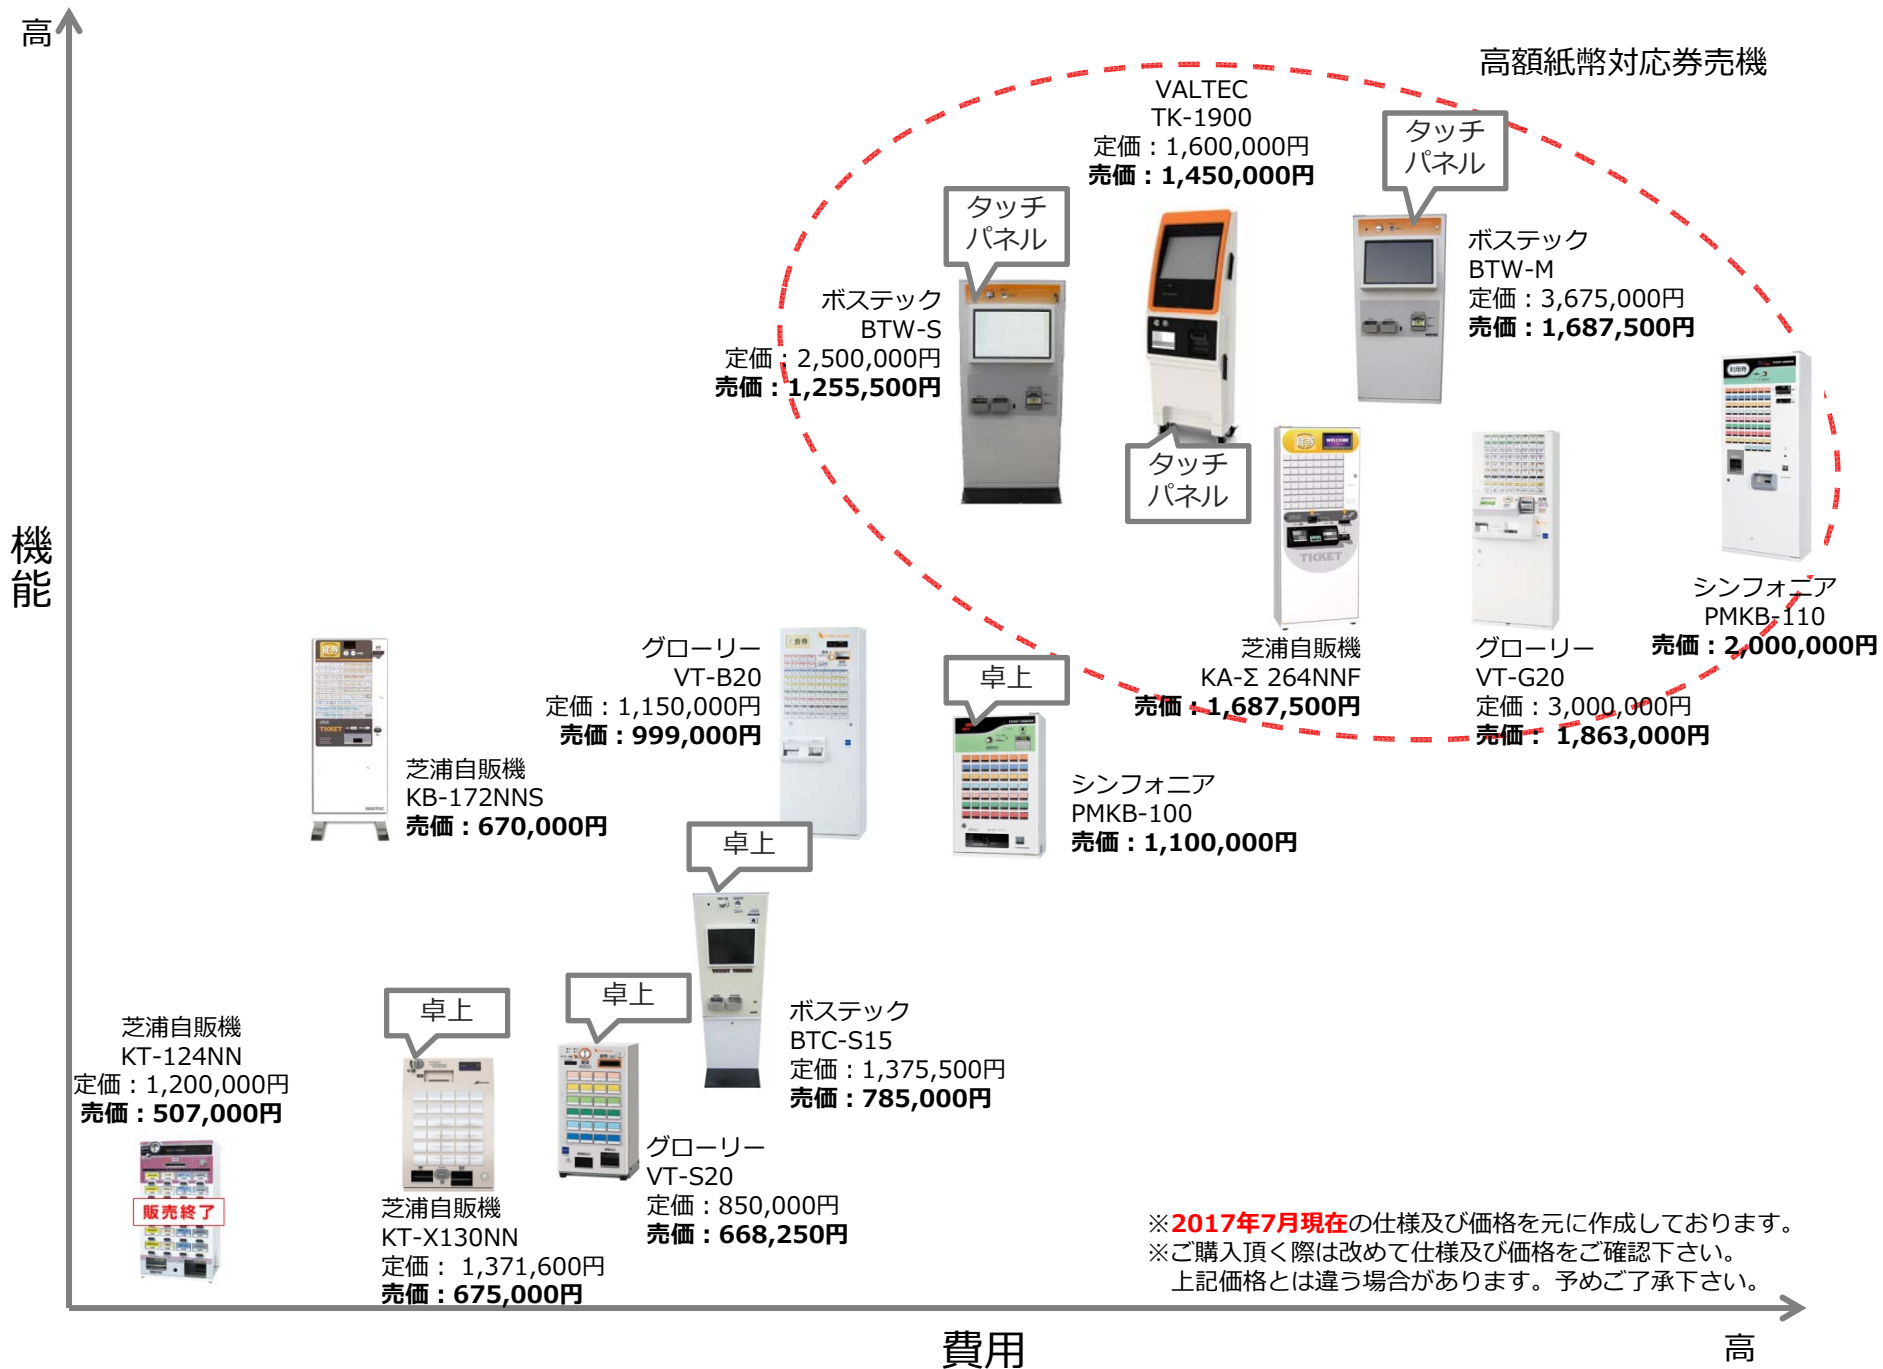 高
高額紙幣対応券売機
VALTEC
TK-1900
定価：1,600,000円
売価：1,450,000円
タッチ
パネル
タッチ
パネル
ボステック
BTW-S
定価：2,500,000円
売価：1,255,500円
ボステック
BTW-M
定価：3,675,000円
売価：1,687,500円
タッチ
パネル
利用券
食券
WELCOME
TICKET
機能
シンフォニア
PMKB-110
売価：2,000,000円
芝浦自販機
KA-Σ 264NNF
売価：1,687,500円
グローリー
VT-G20
定価：3,000,000円
売価： 1,863,000円
グローリー
VT-B20
定価：1,150,000円
売価：999,000円
食券
卓上
シンフォニア
PMKB-100
売価：1,100,000円
食券
TICKET
芝浦自販機
KB-172NNS
売価：670,000円
卓上
TICKET VENDER
ボステック
BTC-S15
定価：1,375,500円
売価：785,000円
卓上
卓上
芝浦自販機
KT-124NN
定価：1,200,000円
売価：507,000円
販売終了
芝浦自販機
KT-X130NN
定価： 1,371,600円
売価：675,000円
グローリー
VT-S20
定価：850,000円
売価：668,250円
※2017年7月現在の仕様及び価格を元に作成しております。
※ご購入頂く際は改めて仕様及び価格をご確認下さい。
上記価格とは違う場合があります。予めご了承下さい。
費用
高